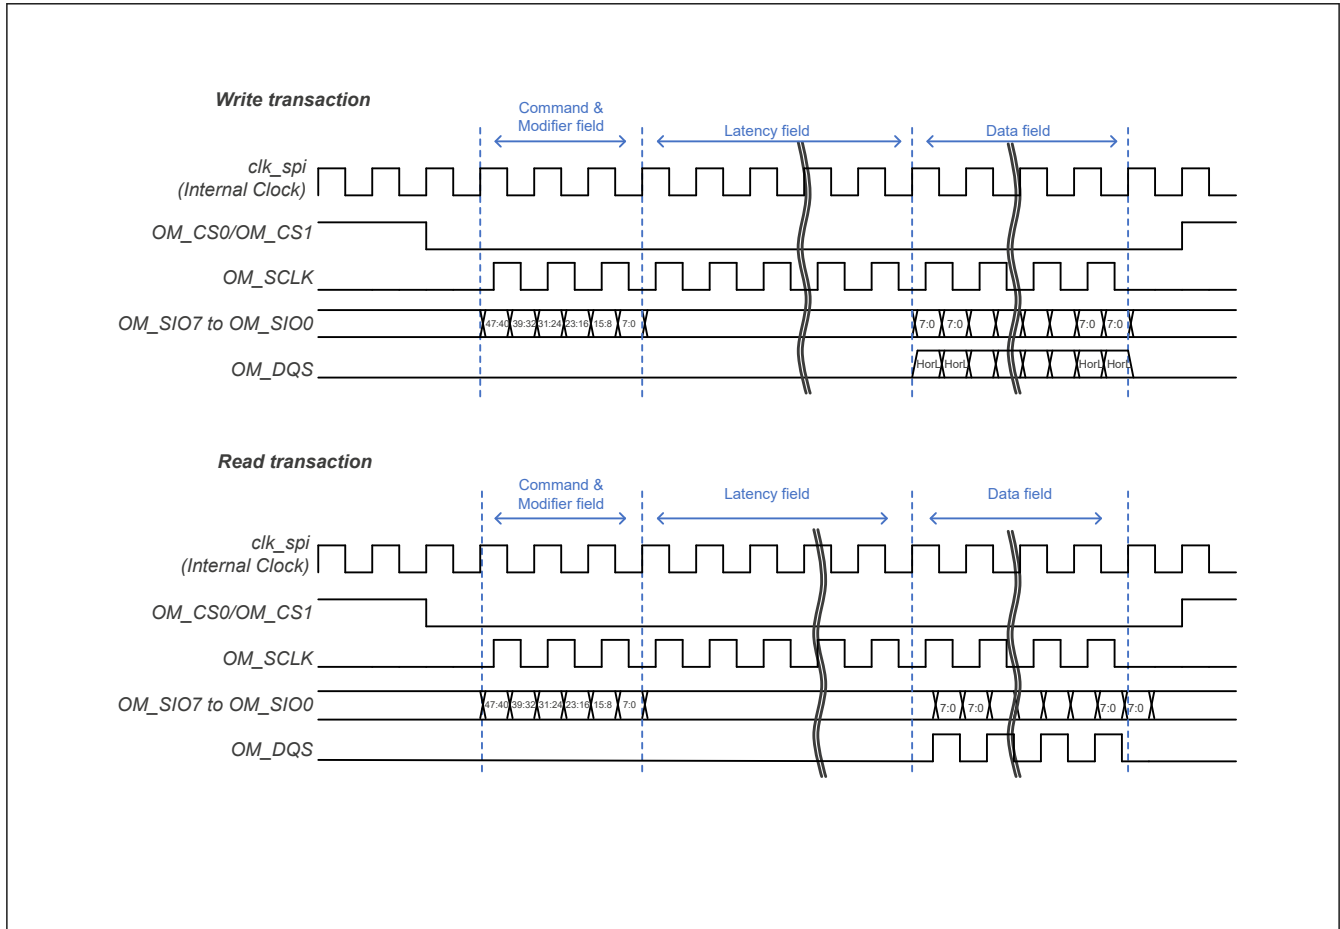 Write transaction
Command &
Modifier field
Latency field
Data field
clk_spi
(Internal Clock)
OM_CS0/OM_CS1
OM_SCLK
OM_SIO7 to OM_SIO0
47:40 39:32 31:24 23:16 15:8 7:0 7:0 7:0 7:0 7:0
OM_DQS
HorL HorL HorL HorL
Read transaction
Command &
Modifier field
Latency field
Data field
clk_spi
(Internal Clock)
OM_CS0/OM_CS1
OM_SCLK
OM_SIO7 to OM_SIO0
47:40 39:32 31:24 23:16 15:8 7:0 7:0 7:0 7:0 7:0
OM_DQS